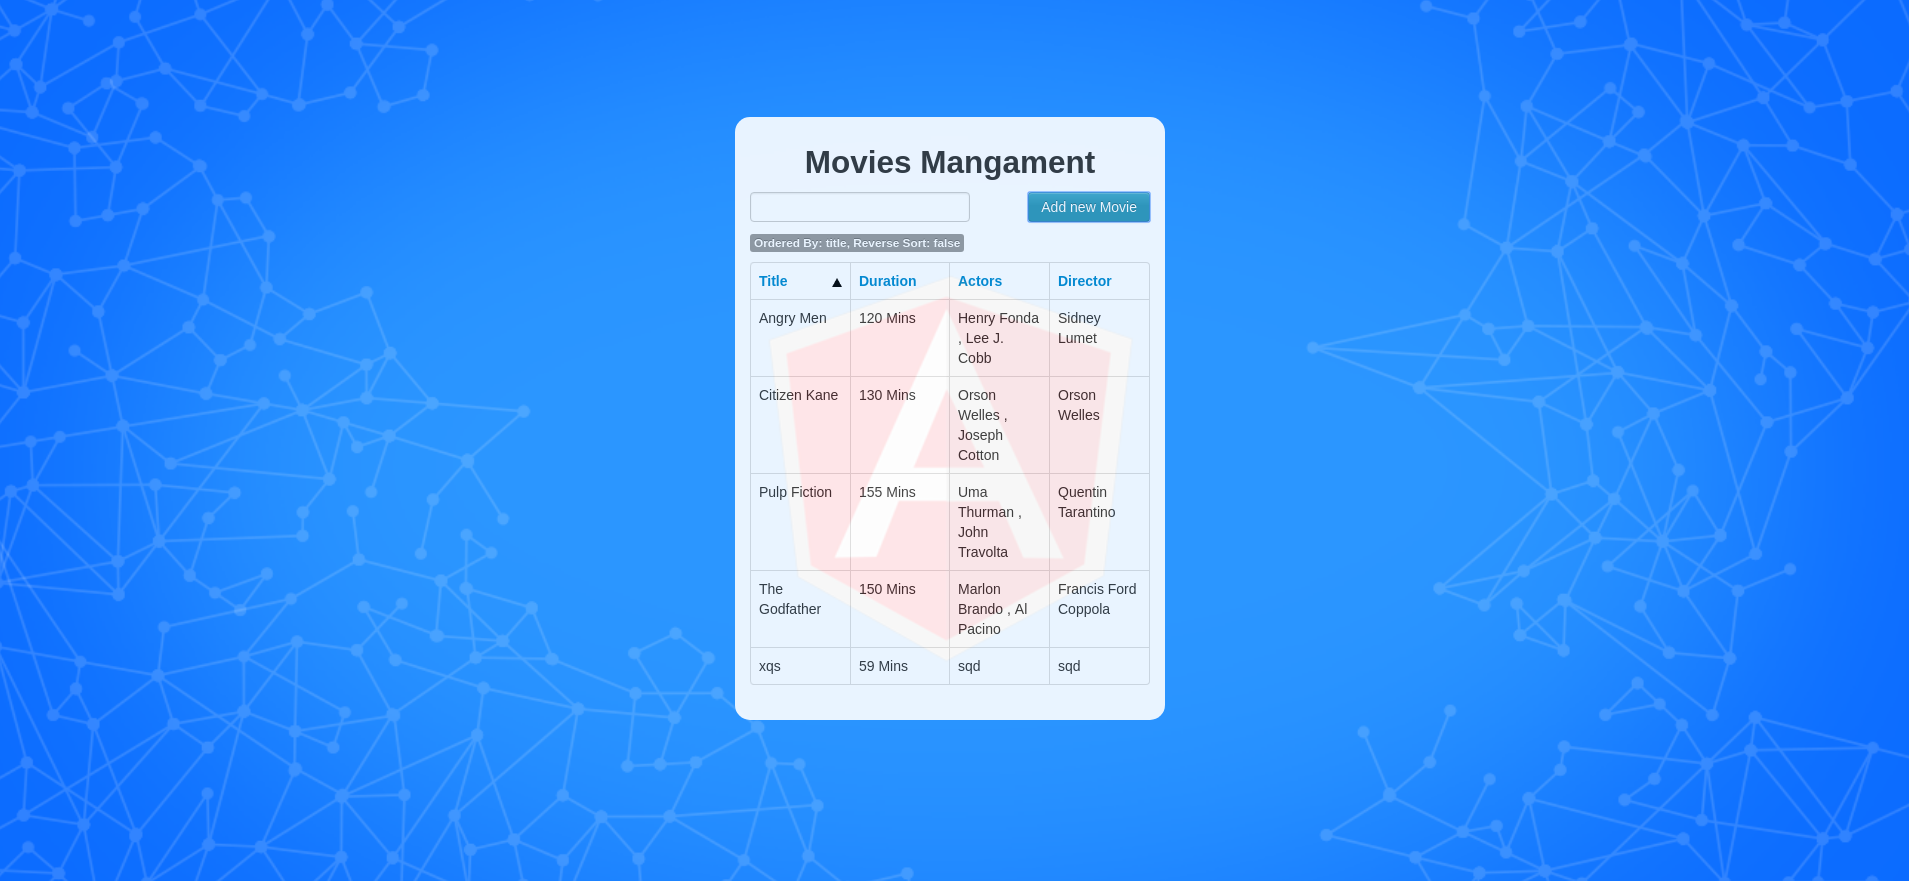 Movies Mangament
Add new Movie
Ordered By: title, Reverse Sort: false
Title ▲ Duration Actors Director
Angry Men 120 Mins Henry Fonda Sidney
, Lee J. Lumet
Cobb
Citizen Kane 130 Mins Orson Orson
Welles , Welles
Joseph
Cotton
Pulp Fiction 155 Mins Uma Quentin
Thurman , Tarantino
John
Travolta
The 150 Mins Marlon Francis Ford
Godfather Brando , Al Coppola
Pacino
xqs 59 Mins sqd sqd